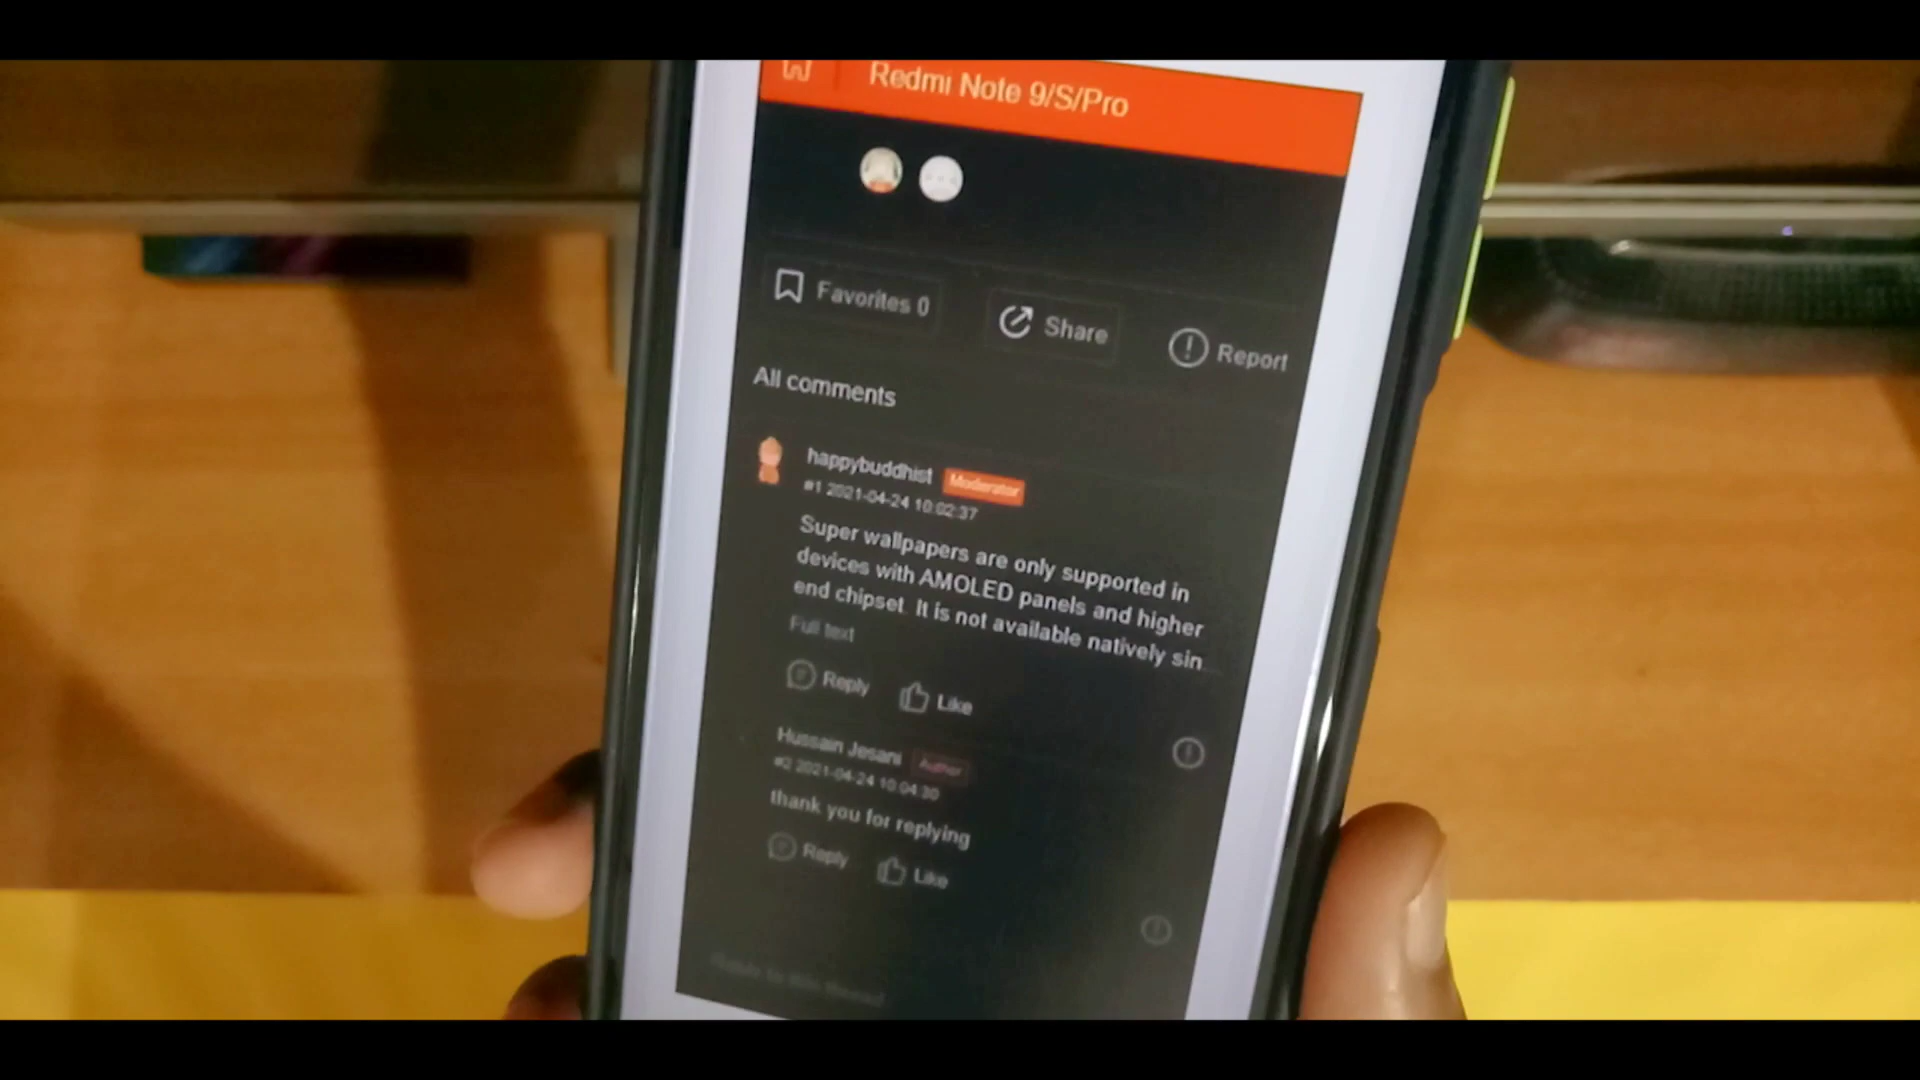 Redmi Note 9/S/Pro
Favorites 0
Share
Report
All comments
happybuddhist Moderator
#1 2021-04-24 10:02:37
Super wallpapers are only supported in
devices with AMOLED panels and higher
end chipset. It is not available natively sin
Full text
Reply
Like
Hussain Jesani Author
#2 2021-04-24 10:04:30
thank you for replying
Reply
Like